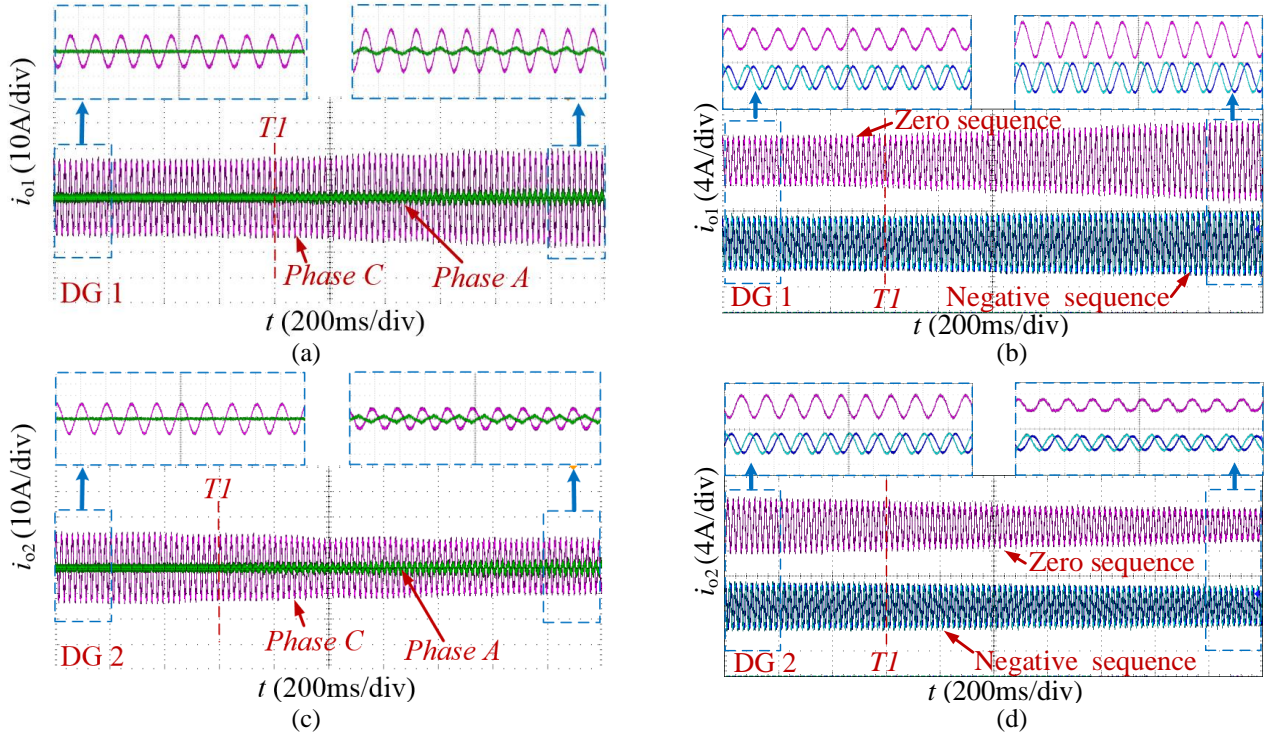 i_o1 (10A/div)
T1
Phase C
Phase A
DG 1
t (200ms/div)
(a)
i_o1 (4A/div)
Zero sequence
DG 1
T1
Negative sequence
t (200ms/div)
(b)
i_o2 (10A/div)
T1
Phase C
Phase A
DG 2
t (200ms/div)
(c)
i_o2 (4A/div)
Zero sequence
DG 2
T1
Negative sequence
t (200ms/div)
(d)